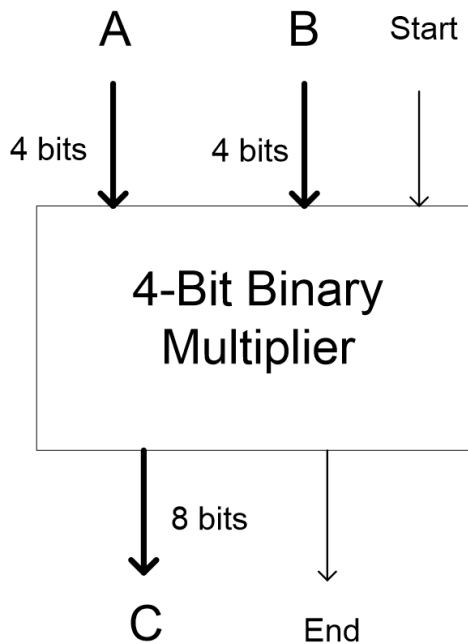 A
B
Start
4 bits
4 bits
4-Bit Binary
Multiplier
8 bits
C
End